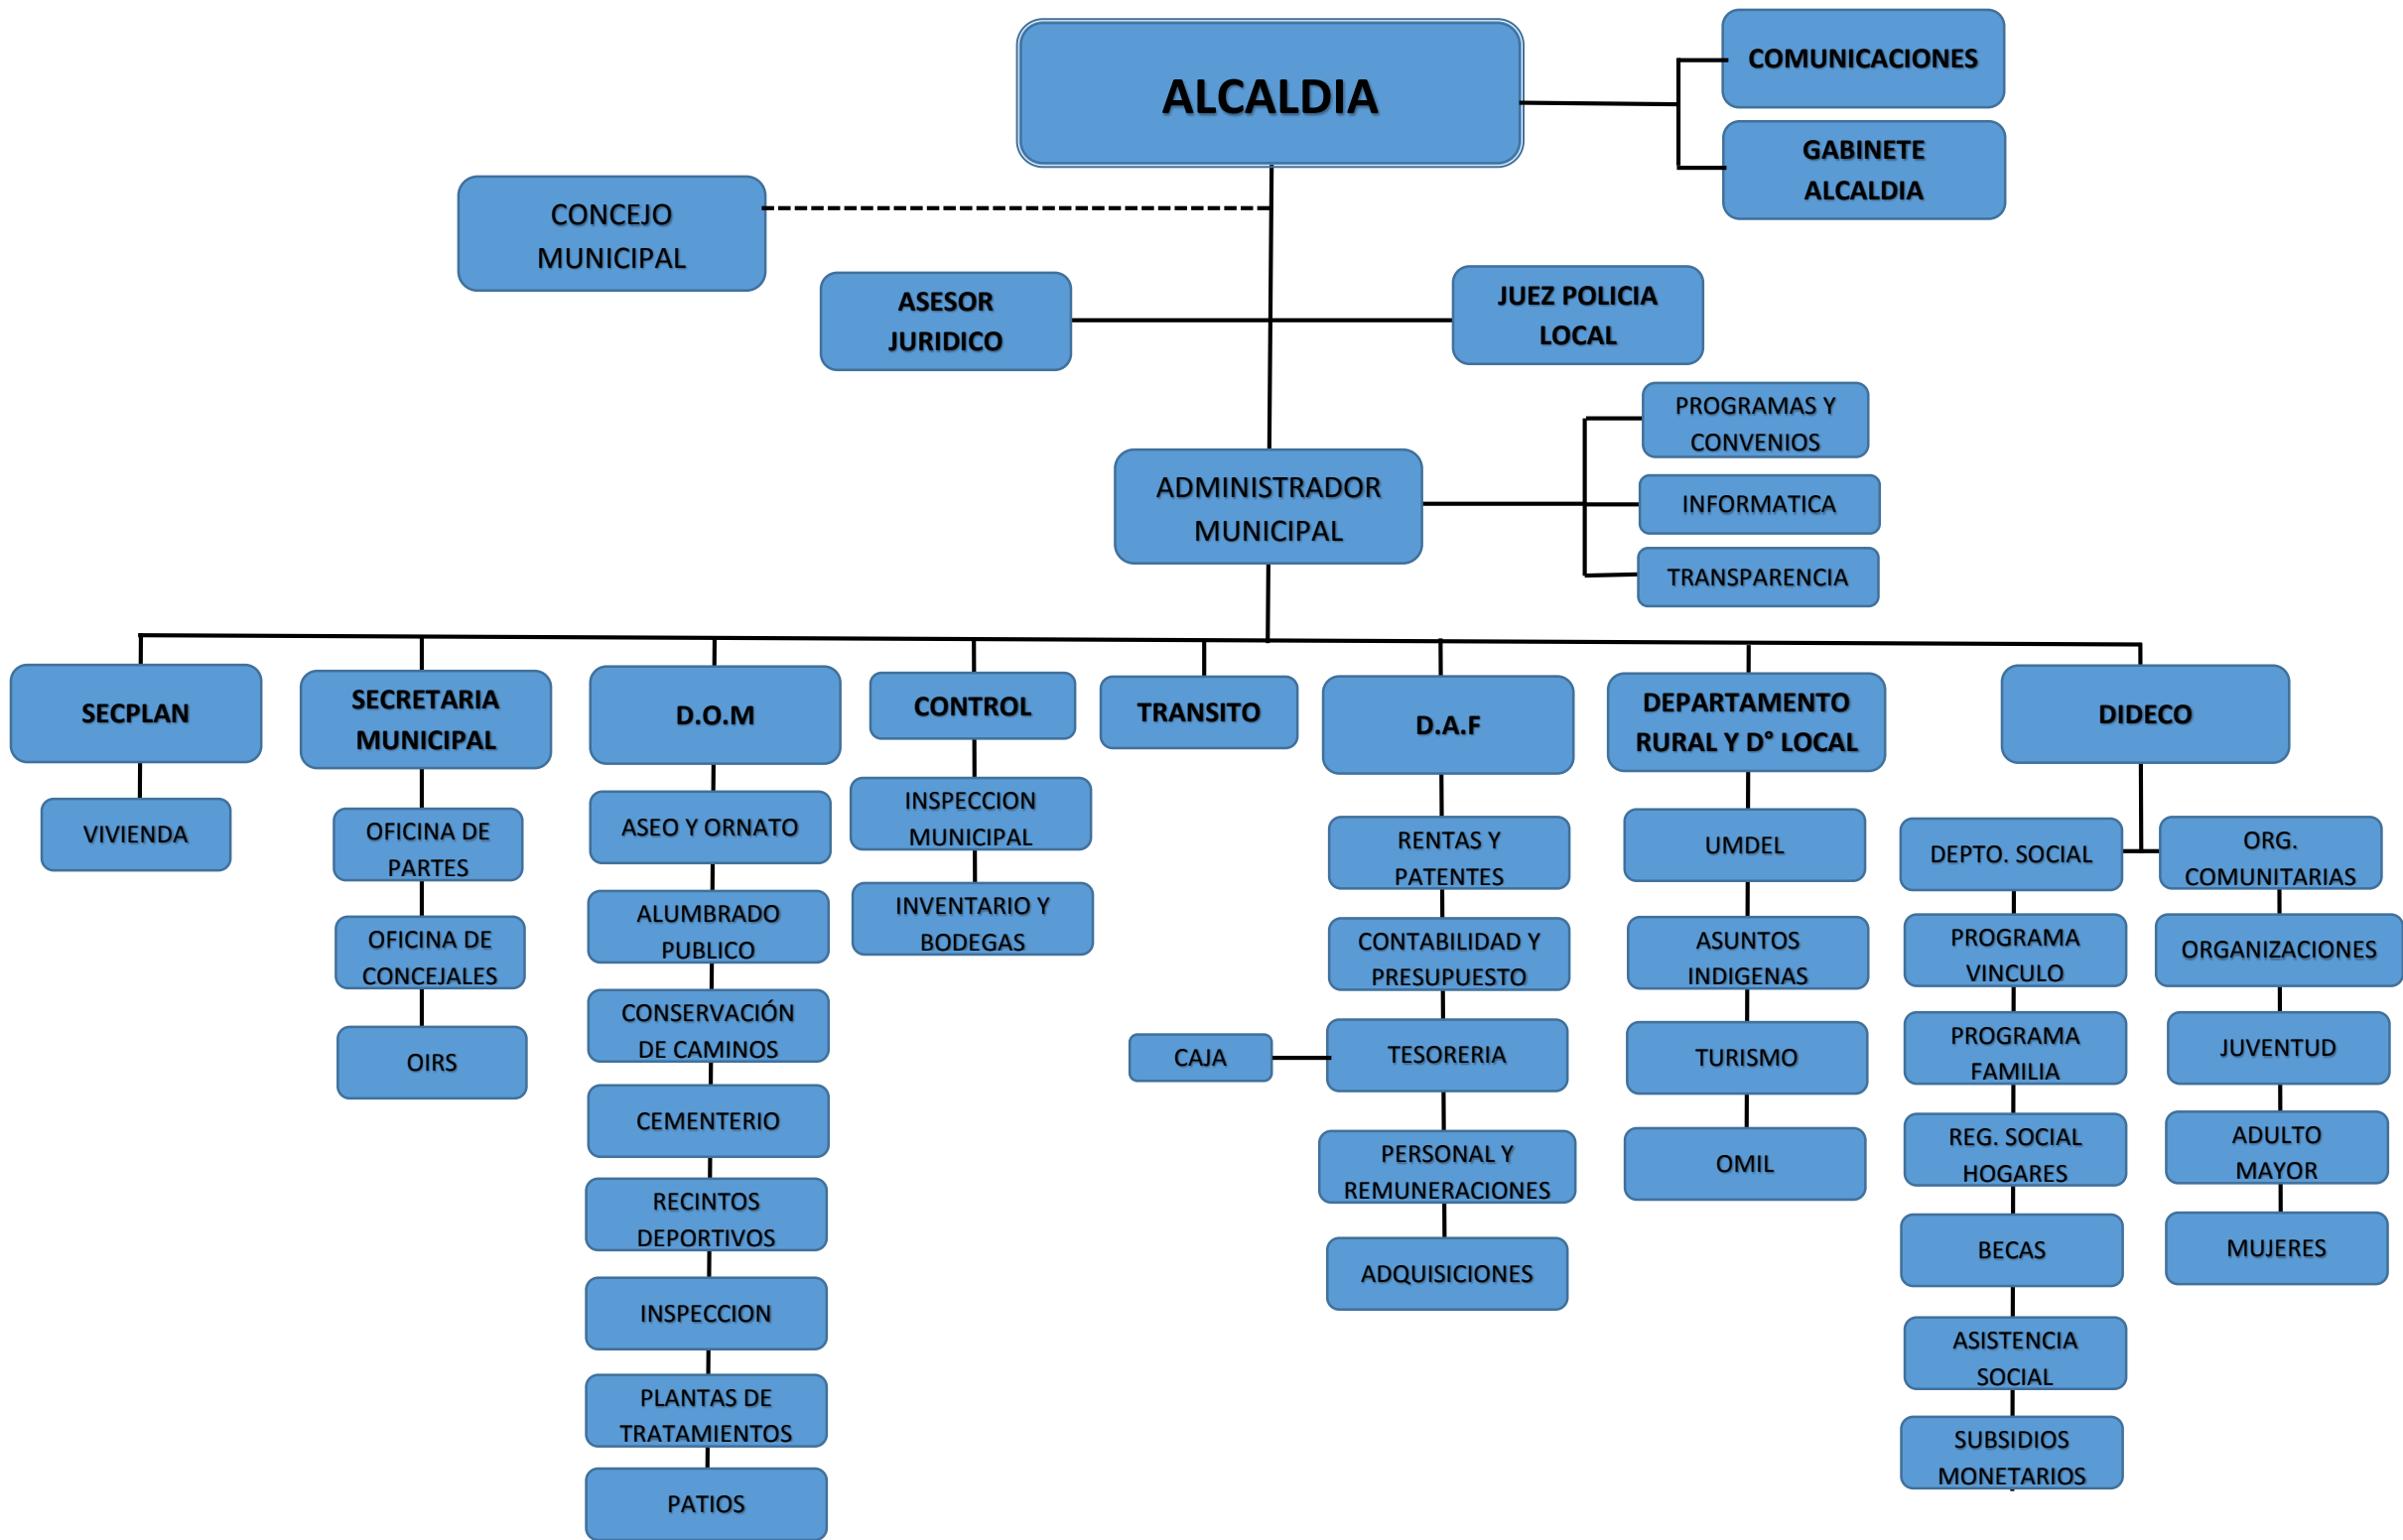 ALCALDIA
COMUNICACIONES
GABINETE
ALCALDIA
CONCEJO
MUNICIPAL
ASESOR
JURIDICO
JUEZ POLICIA
LOCAL
PROGRAMAS Y
CONVENIOS
ADMINISTRADOR
MUNICIPAL
INFORMATICA
TRANSPARENCIA
SECPLAN
VIVIENDA
SECRETARIA
MUNICIPAL
OFICINA DE
PARTES
OFICINA DE
CONCEJALES
OIRS
D.O.M
ASEO Y ORNATO
ALUMBRADO
PUBLICO
CONSERVACIÓN
DE CAMINOS
CEMENTERIO
RECINTOS
DEPORTIVOS
INSPECCION
PLANTAS DE
TRATAMIENTOS
PATIOS
CONTROL
INSPECCION
MUNICIPAL
INVENTARIO Y
BODEGAS
TRANSITO
D.A.F
RENTAS Y
PATENTES
CONTABILIDAD Y
PRESUPUESTO
CAJA
TESORERIA
PERSONAL Y
REMUNERACIONES
ADQUISICIONES
DEPARTAMENTO
RURAL Y D° LOCAL
UMDEL
ASUNTOS
INDIGENAS
TURISMO
OMIL
DIDECO
DEPTO. SOCIAL
PROGRAMA
VINCULO
PROGRAMA
FAMILIA
REG. SOCIAL
HOGARES
BECAS
ASISTENCIA
SOCIAL
SUBSIDIOS
MONETARIOS
ORG.
COMUNITARIAS
ORGANIZACIONES
JUVENTUD
ADULTO
MAYOR
MUJERES